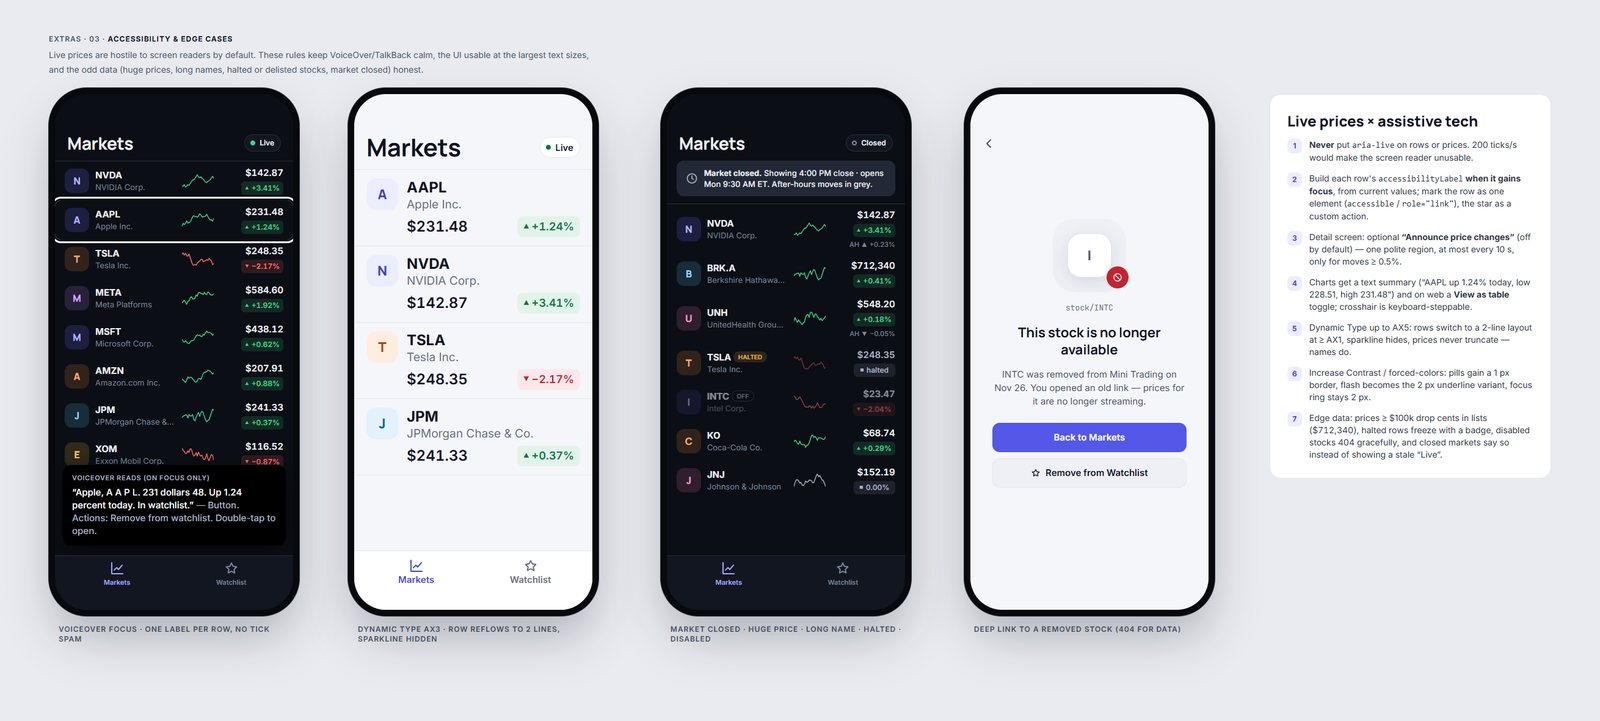 EXTRAS · 03 · ACCESSIBILITY & EDGE CASES
Live prices are hostile to screen readers by default. These rules keep VoiceOver/TalkBack calm, the UI usable at the largest text sizes,
and the odd data (huge prices, long names, halted or delisted stocks, market closed) honest.
Markets
Live
N
NVDA
NVIDIA Corp.
$142.87
▲ +3.41%
A
AAPL
Apple Inc.
$231.48
▲ +1.24%
T
TSLA
Tesla Inc.
$248.35
▼ −2.17%
M
META
Meta Platforms
$584.60
▲ +1.92%
M
MSFT
Microsoft Corp.
$438.12
▲ +0.62%
A
AMZN
Amazon.com Inc.
$207.91
▲ +0.88%
J
JPM
JPMorgan Chase &...
$241.33
▲ +0.37%
E
XOM
Exxon Mobil Corp.
$116.52
▼ −0.87%
VOICEOVER READS (ON FOCUS ONLY)
“Apple, A A P L. 231 dollars 48. Up 1.24
percent today. In watchlist.” — Button.
Actions: Remove from watchlist. Double-tap to
open.
Markets
Watchlist
VOICEOVER FOCUS · ONE LABEL PER ROW, NO TICK
SPAM
Markets
Live
A
AAPL
Apple Inc.
$231.48
▲ +1.24%
N
NVDA
NVIDIA Corp.
$142.87
▲ +3.41%
T
TSLA
Tesla Inc.
$248.35
▼ −2.17%
J
JPM
JPMorgan Chase & Co.
$241.33
▲ +0.37%
Markets
Watchlist
DYNAMIC TYPE AX3 · ROW REFLOWS TO 2 LINES,
SPARKLINE HIDDEN
Markets
Closed
Market closed. Showing 4:00 PM close · opens
Mon 9:30 AM ET. After-hours moves in grey.
N
NVDA
NVIDIA Corp.
$142.87
▲ +3.41%
AH ▲ +0.23%
B
BRK.A
Berkshire Hathawa...
$712,340
▲ +0.41%
U
UNH
UnitedHealth Grou...
$548.20
▲ +0.18%
AH ▼ −0.05%
T
TSLA HALTED
Tesla Inc.
$248.35
■ halted
I
INTC OFF
Intel Corp.
$23.47
▼ −2.04%
C
KO
Coca-Cola Co.
$68.74
▲ +0.29%
J
JNJ
Johnson & Johnson
$152.19
■ 0.00%
Markets
Watchlist
MARKET CLOSED · HUGE PRICE · LONG NAME · HALTED ·
DISABLED
I
stock/INTC
This stock is no longer
available
INTC was removed from Mini Trading on
Nov 26. You opened an old link — prices for
it are no longer streaming.
Back to Markets
Remove from Watchlist
DEEP LINK TO A REMOVED STOCK (404 FOR DATA)
Live prices × assistive tech
1 Never put aria-live on rows or prices. 200 ticks/s
would make the screen reader unusable.
2 Build each row's accessibilityLabel when it gains
focus, from current values; mark the row as one
element (accessible / role="link"), the star as a
custom action.
3 Detail screen: optional “Announce price changes” (off
by default) — one polite region, at most every 10 s,
only for moves ≥ 0.5%.
4 Charts get a text summary (“AAPL up 1.24% today, low
228.51, high 231.48”) and on web a View as table
toggle; crosshair is keyboard-steppable.
5 Dynamic Type up to AX5: rows switch to a 2-line layout
at ≥ AX1, sparkline hides, prices never truncate —
names do.
6 Increase Contrast / forced-colors: pills gain a 1 px
border, flash becomes the 2 px underline variant, focus
ring stays 2 px.
7 Edge data: prices ≥ $100k drop cents in lists
($712,340), halted rows freeze with a badge, disabled
stocks 404 gracefully, and closed markets say so
instead of showing a stale “Live”.